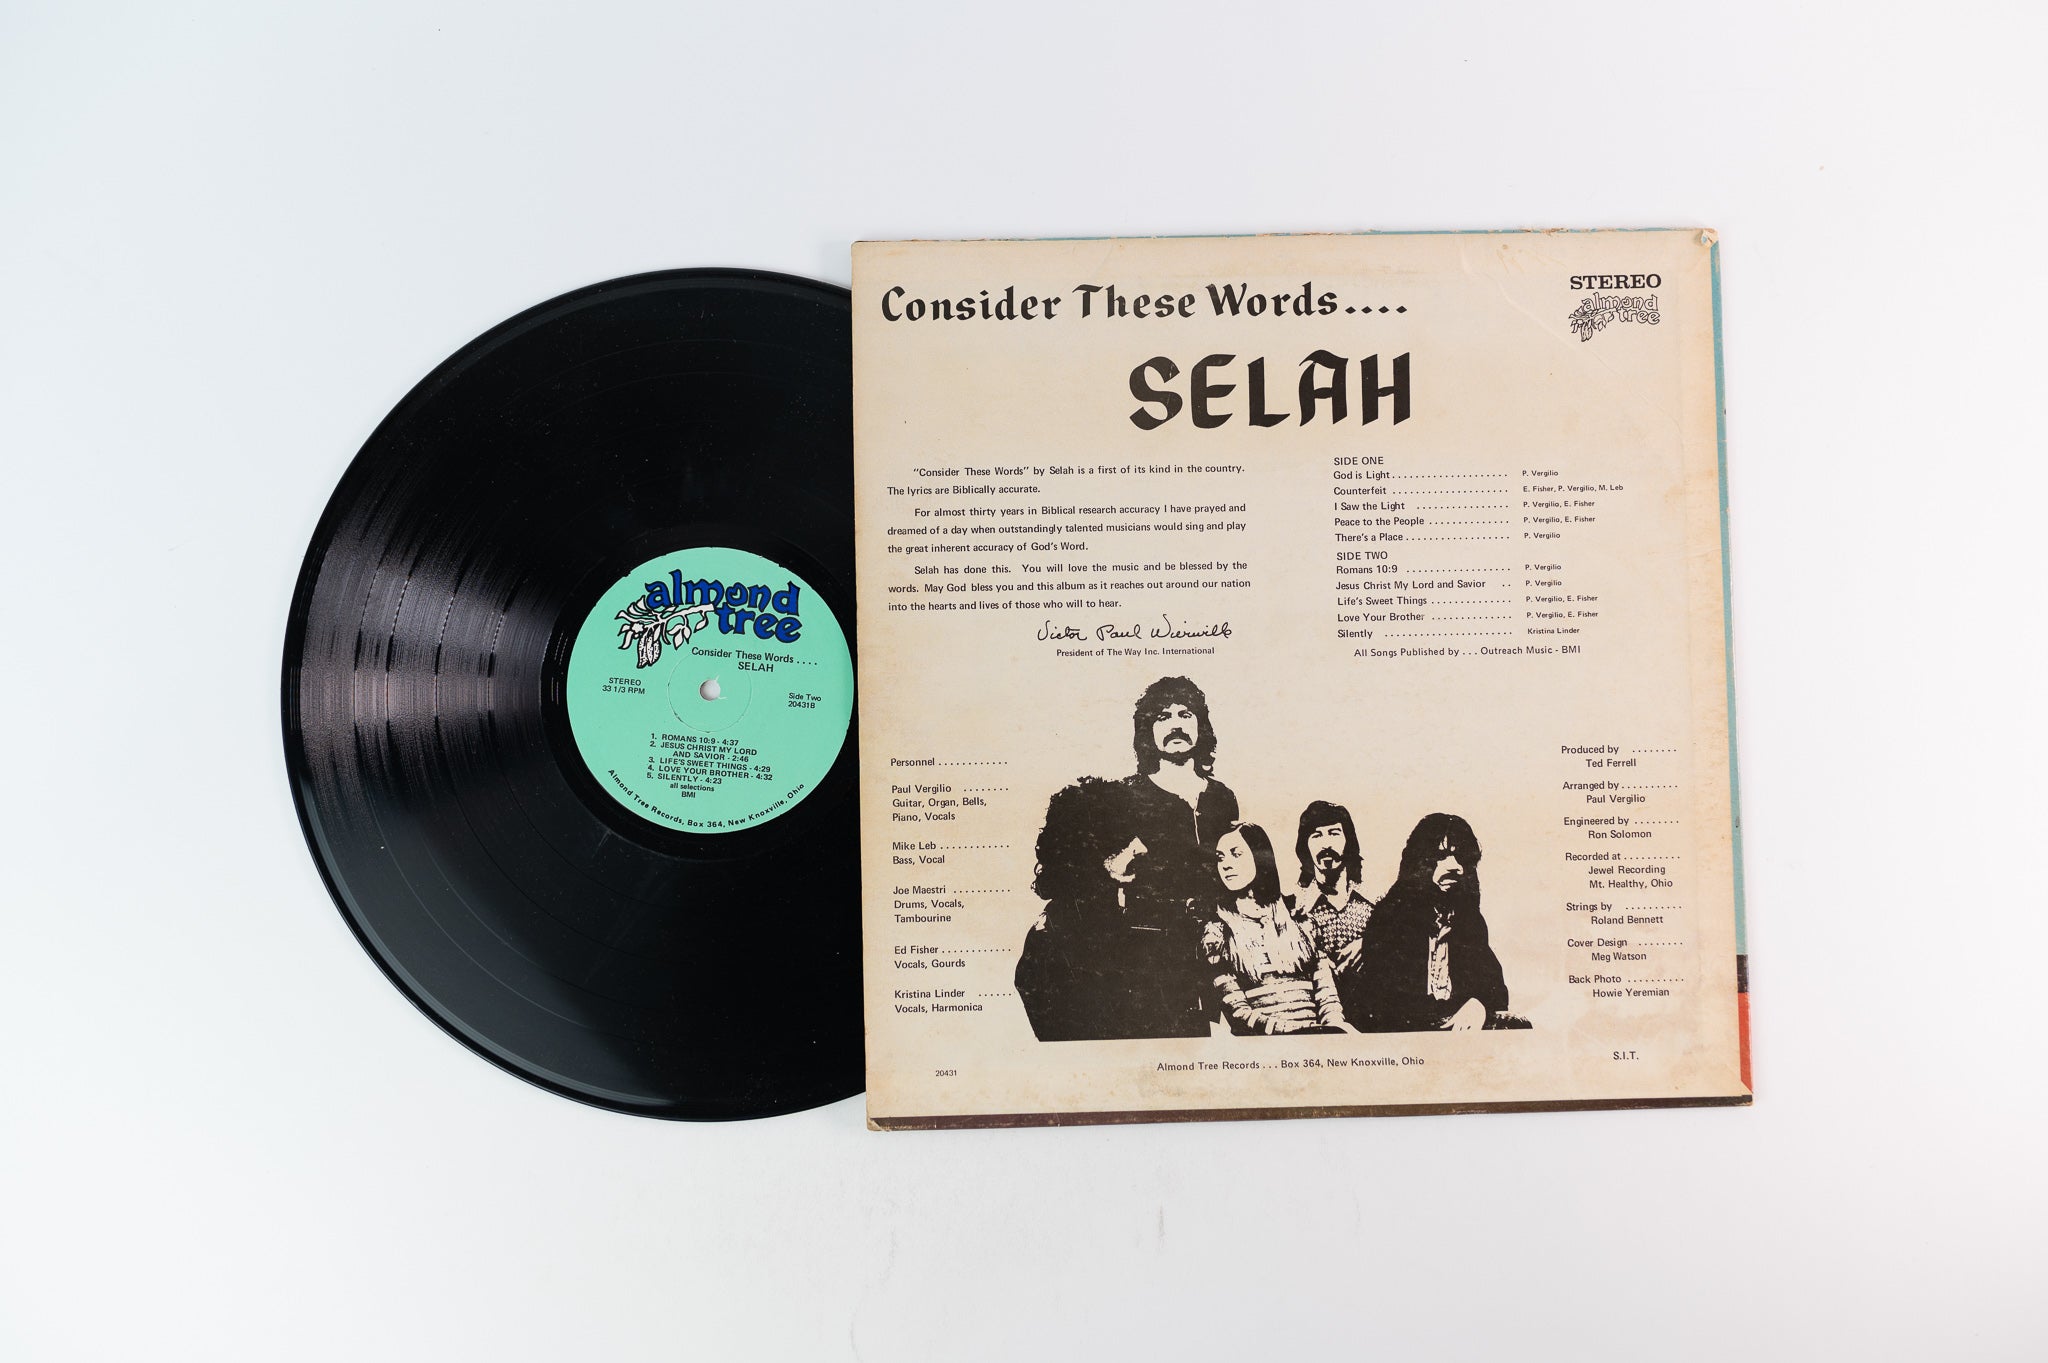 almond
tree
Consider These Words . . . .
SELAH
STEREO
33 1/3 RPM
Side Two
20431B
1. ROMANS 10:9 - 4:37
2. JESUS CHRIST MY LORD
AND SAVIOR - 2:46
3. LIFE'S SWEET THINGS - 4:29
4. LOVE YOUR BROTHER - 4:32
5. SILENTLY - 4:23
all selections
BMI
Almond Tree Records, Box 364, New Knoxville, Ohio
Consider These Words....
SELAH
STEREO
almond
tree
"Consider These Words" by Selah is a first of its kind in the country.
The lyrics are Biblically accurate.
For almost thirty years in Biblical research accuracy I have prayed and
dreamed of a day when outstandingly talented musicians would sing and play
the great inherent accuracy of God's Word.
Selah has done this. You will love the music and be blessed by the
words. May God bless you and this album as it reaches out around our nation
into the hearts and lives of those who will to hear.
Victor Paul Wierwille
President of The Way Inc. International
SIDE ONE
God is Light . . . . . . . . . . . . . . . . . . . . P. Vergilio
Counterfeit . . . . . . . . . . . . . . . . . . . . E. Fisher, P. Vergilio, M. Leb
I Saw the Light . . . . . . . . . . . . . . . . P. Vergilio, E. Fisher
Peace to the People . . . . . . . . . . . . . . P. Vergilio, E. Fisher
There's a Place . . . . . . . . . . . . . . . . . . P. Vergilio
SIDE TWO
Romans 10:9 . . . . . . . . . . . . . . . . . . P. Vergilio
Jesus Christ My Lord and Savior . . P. Vergilio
Life's Sweet Things . . . . . . . . . . . . . . P. Vergilio, E. Fisher
Love Your Brother . . . . . . . . . . . . . . P. Vergilio, E. Fisher
Silently . . . . . . . . . . . . . . . . . . . . . . Kristina Linder
All Songs Published by . . . Outreach Music - BMI
Personnel . . . . . . . . . . . .
Paul Vergilio . . . . . . . .
Guitar, Organ, Bells,
Piano, Vocals
Mike Leb . . . . . . . . . . . .
Bass, Vocal
Joe Maestri . . . . . . . . . .
Drums, Vocals,
Tambourine
Ed Fisher . . . . . . . . . . . .
Vocals, Gourds
Kristina Linder . . . . . .
Vocals, Harmonica
Produced by . . . . . . . .
Ted Ferrell
Arranged by . . . . . . . . . .
Paul Vergilio
Engineered by . . . . . . . .
Ron Solomon
Recorded at . . . . . . . . . .
Jewel Recording
Mt. Healthy, Ohio
Strings by . . . . . . . . . .
Roland Bennett
Cover Design . . . . . . . .
Meg Watson
Back Photo . . . . . . . . . .
Howie Yeremian
20431
Almond Tree Records . . . Box 364, New Knoxville, Ohio
S.I.T.